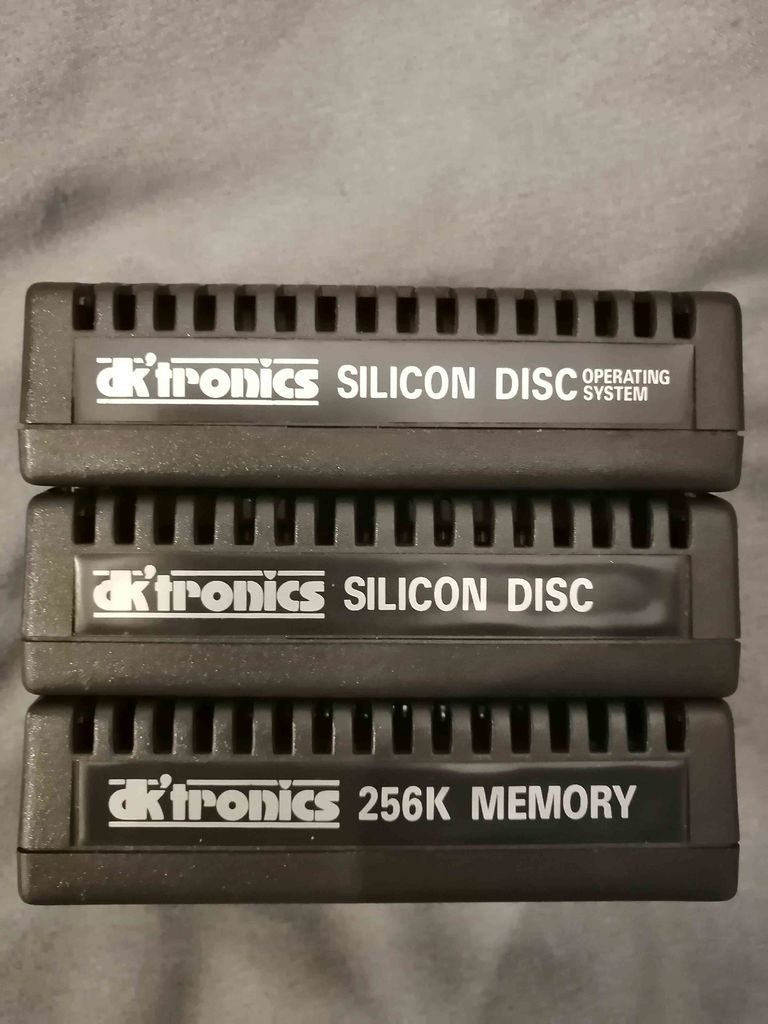 dk'tronics SILICON DISC OPERATING SYSTEM
dk'tronics SILICON DISC
dk'tronics 256K MEMORY